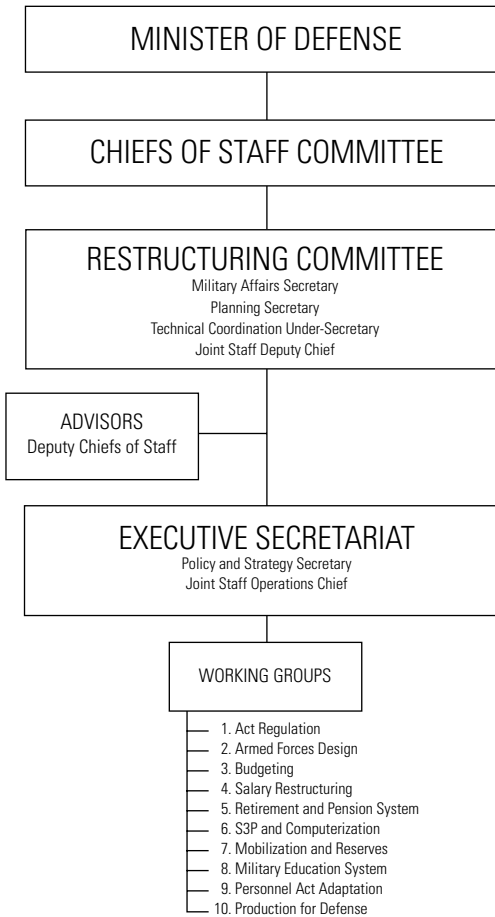 MINISTER OF DEFENSE
CHIEFS OF STAFF COMMITTEE
RESTRUCTURING COMMITTEE
Military Affairs Secretary
Planning Secretary
Technical Coordination Under-Secretary
Joint Staff Deputy Chief
ADVISORS
Deputy Chiefs of Staff
EXECUTIVE SECRETARIAT
Policy and Strategy Secretary
Joint Staff Operations Chief
WORKING GROUPS
1. Act Regulation
2. Armed Forces Design
3. Budgeting
4. Salary Restructuring
5. Retirement and Pension System
6. S3P and Computerization
7. Mobilization and Reserves
8. Military Education System
9. Personnel Act Adaptation
10. Production for Defense